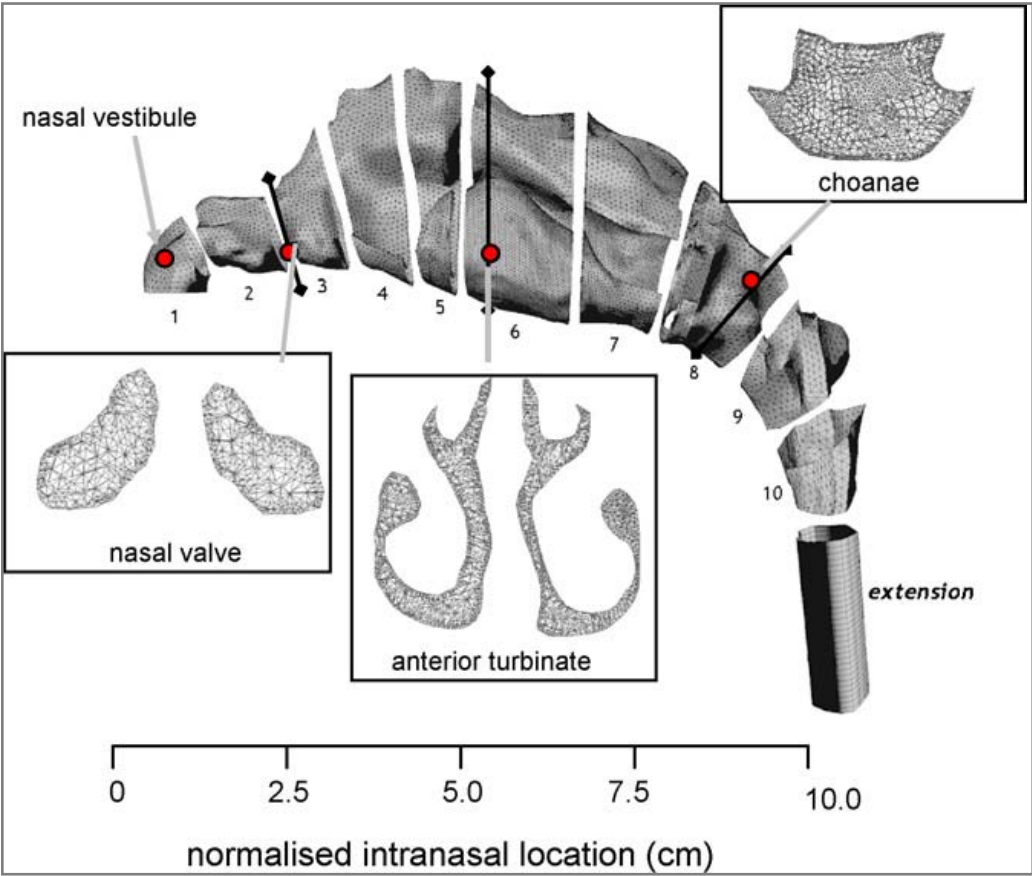 nasal vestibule
choanae
1
2
3
4
5
6
7
8
9
10
nasal valve
anterior turbinate
extension
0
2.5
5.0
7.5
10.0
normalised intranasal location (cm)